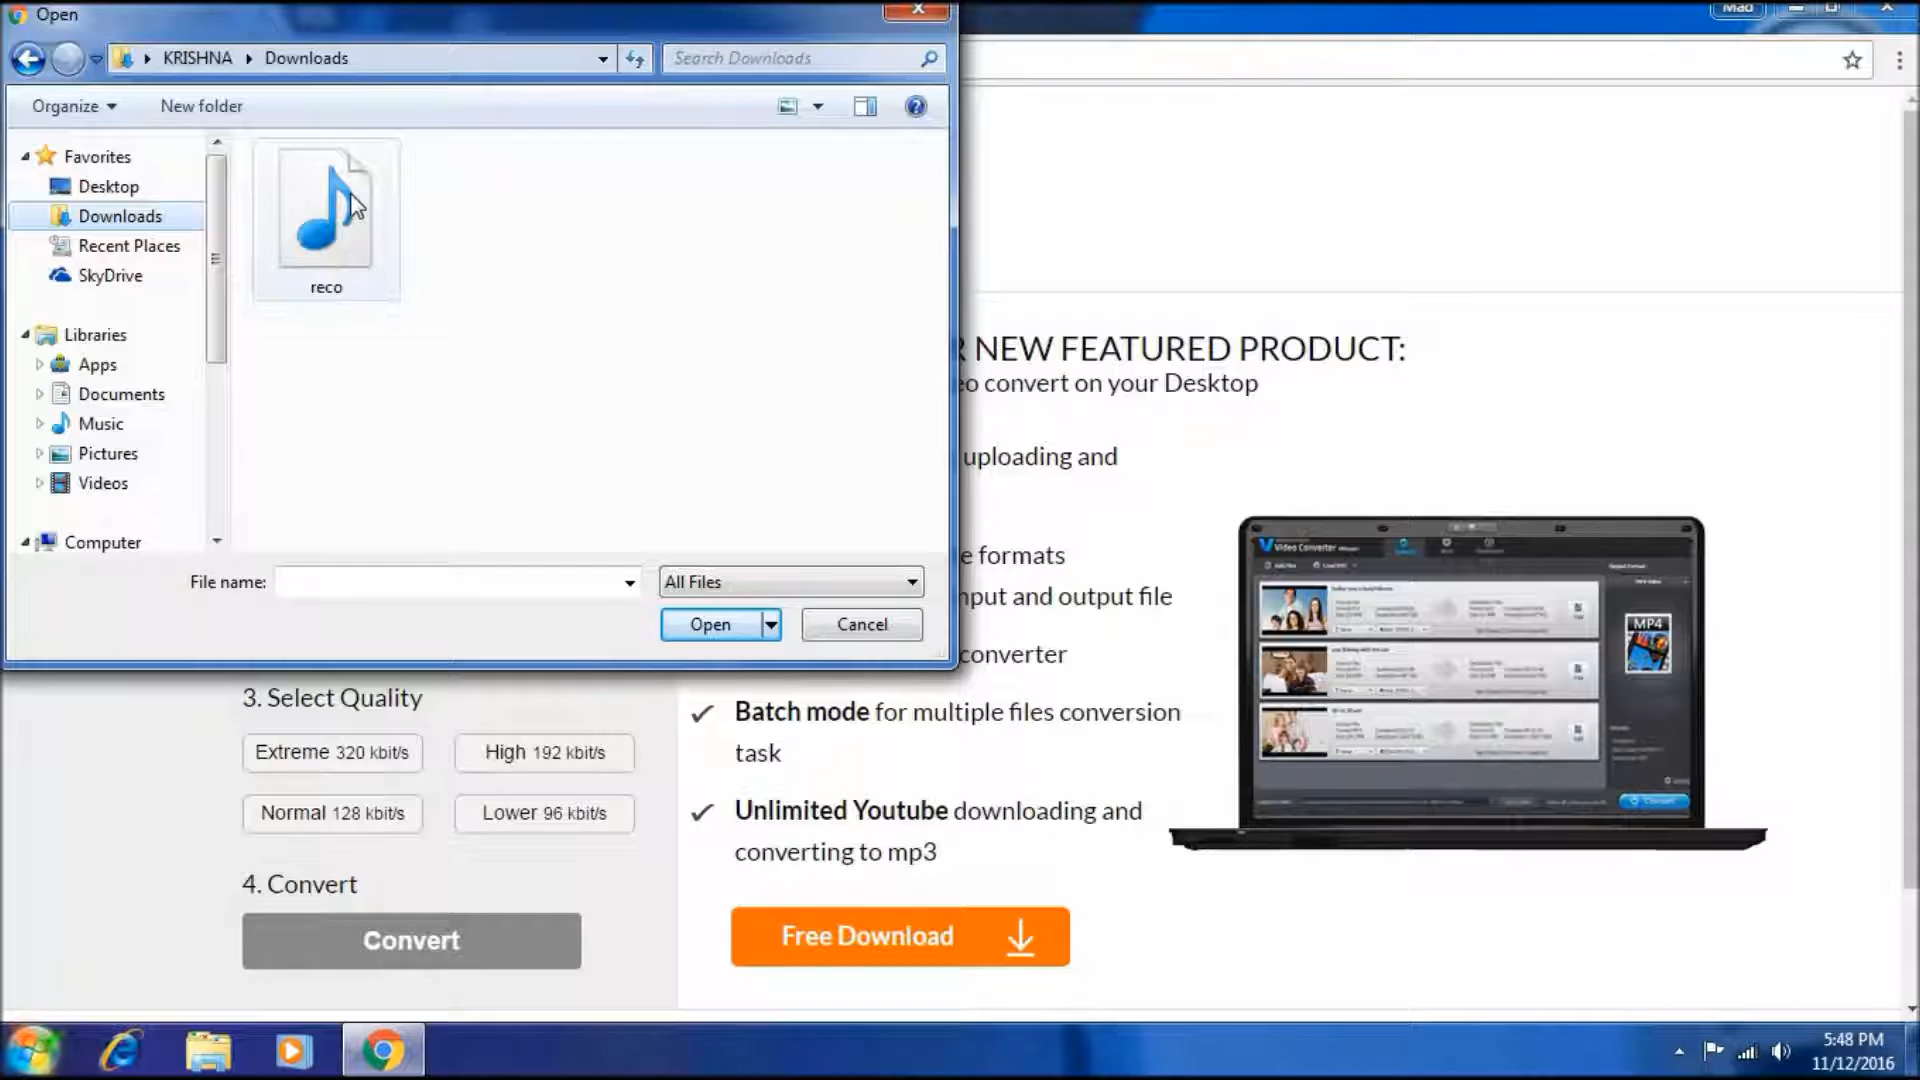 Open
Mad
KRISHNA
Downloads
Search Downloads
Organize
New folder
Favorites
Desktop
Downloads
Recent Places
SkyDrive
Libraries
Apps
Documents
Music
Pictures
Videos
Computer
reco
File name:
All Files
Open
Cancel
NEW FEATURED PRODUCT:
convert on your Desktop
uploading and
formats
and output file
converter
Batch mode for multiple files conversion
task
Unlimited Youtube downloading and
converting to mp3
Free Download
3. Select Quality
Extreme 320 kbit/s
High 192 kbit/s
Normal 128 kbit/s
Lower 96 kbit/s
4. Convert
Convert
Video Converter
MP4
5:48 PM
11/12/2016